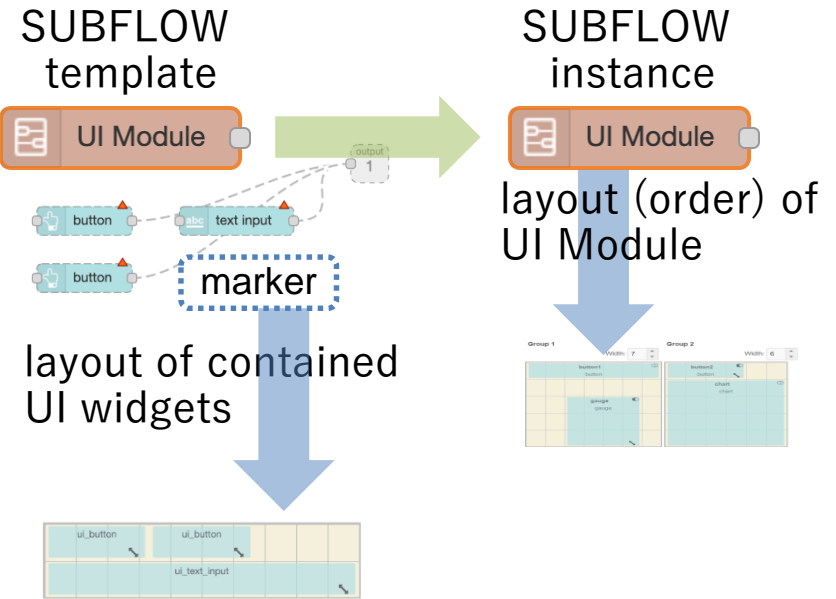 SUBFLOW
template
SUBFLOW
instance
UI Module
UI Module
output
1
button
abc
text input
button
marker
layout (order) of
UI Module
layout of contained
UI widgets
Group 1
Width: 7
Group 2
Width: 6
button1
button
button2
button
chart
chart
gauge
gauge
ui_button
ui_button
ui_text_input